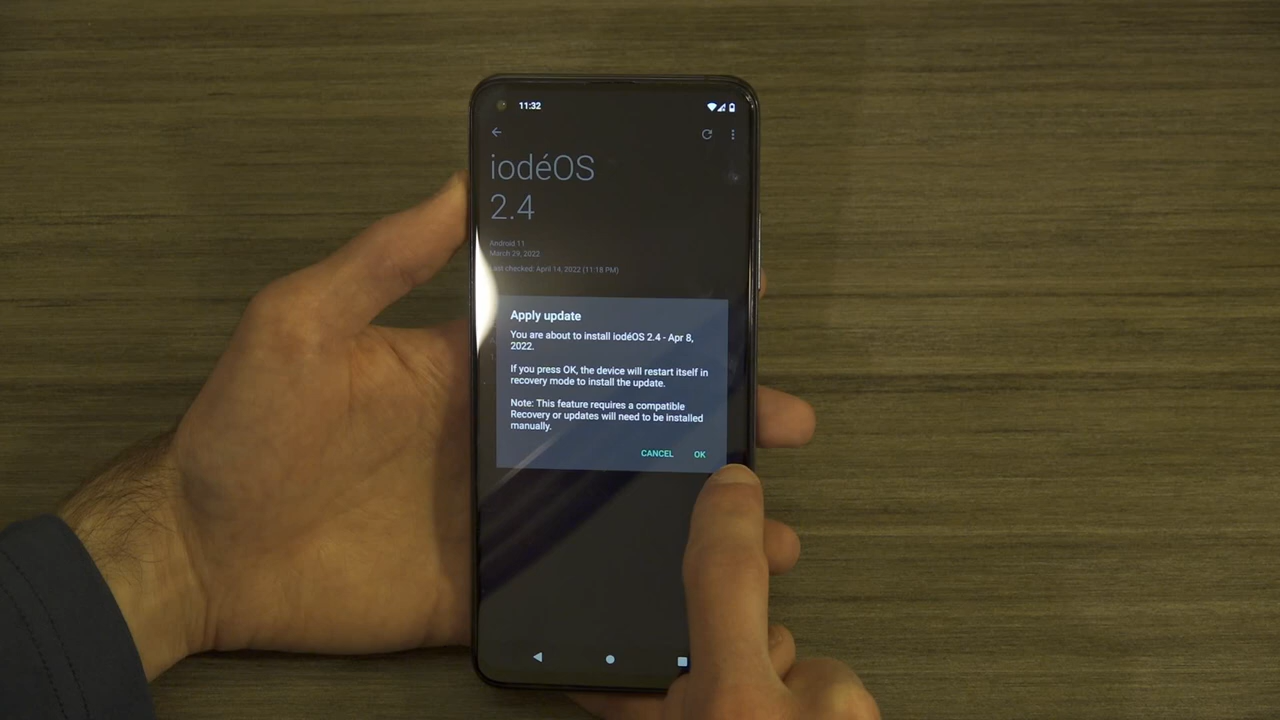 11:32
iodéOS
2.4
Android 11
March 29, 2022
Last checked: April 14, 2022 (11:18 PM)
Apply update
You are about to install iodéOS 2.4 - Apr 8,
2022.
If you press OK, the device will restart itself in
recovery mode to install the update.
Note: This feature requires a compatible
Recovery or updates will need to be installed
manually.
CANCEL OK